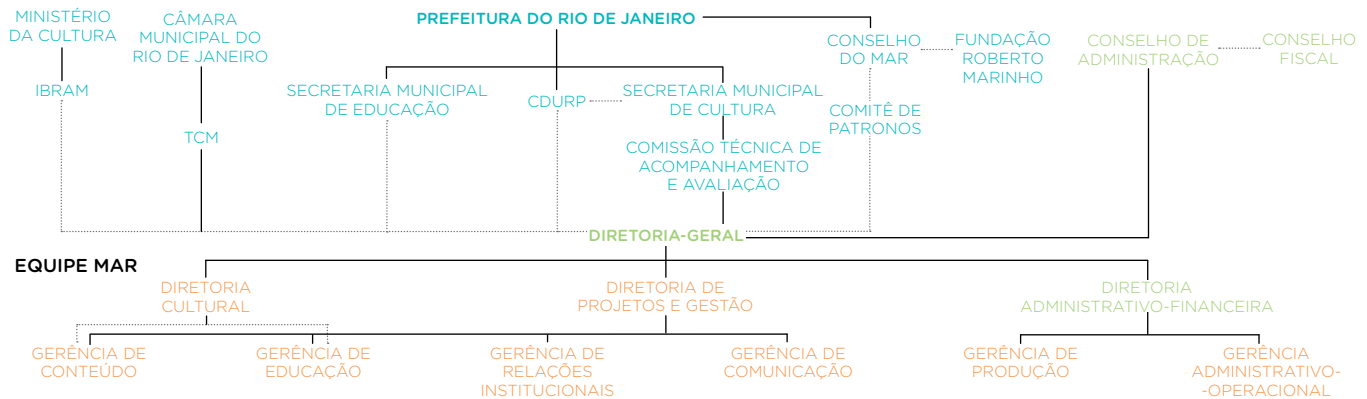 MINISTÉRIO
DA CULTURA
CÂMARA
MUNICIPAL DO
RIO DE JANEIRO
PREFEITURA DO RIO DE JANEIRO
CONSELHO
DO MAR
FUNDAÇÃO
ROBERTO
MARINHO
CONSELHO DE
ADMINISTRAÇÃO
CONSELHO
FISCAL
IBRAM
TCM
SECRETARIA MUNICIPAL
DE EDUCAÇÃO
CDURP
SECRETARIA MUNICIPAL
DE CULTURA
COMITÊ DE
PATRONOS
COMISSÃO TÉCNICA DE
ACOMPANHAMENTO
E AVALIAÇÃO
DIRETORIA-GERAL
EQUIPE MAR
DIRETORIA
CULTURAL
DIRETORIA DE
PROJETOS E GESTÃO
DIRETORIA
ADMINISTRATIVO-FINANCEIRA
GERÊNCIA DE
CONTEÚDO
GERÊNCIA DE
EDUCAÇÃO
GERÊNCIA DE
RELAÇÕES
INSTITUCIONAIS
GERÊNCIA DE
COMUNICAÇÃO
GERÊNCIA DE
PRODUÇÃO
GERÊNCIA
ADMINISTRATIVO-
-OPERACIONAL